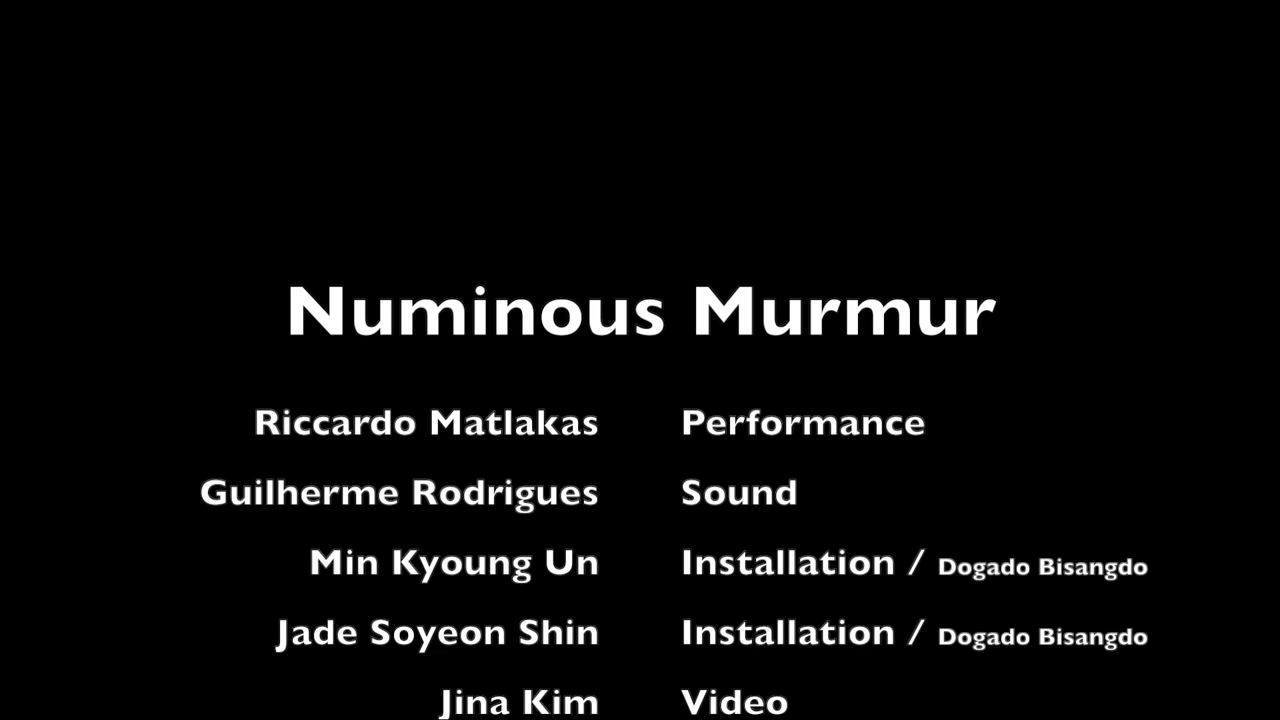 Numinous Murmur
Riccardo Matlakas Performance
Guilherme Rodrigues Sound
Min Kyoung Un Installation / Dogado Bisangdo
Jade Soyeon Shin Installation / Dogado Bisangdo
Jina Kim Video